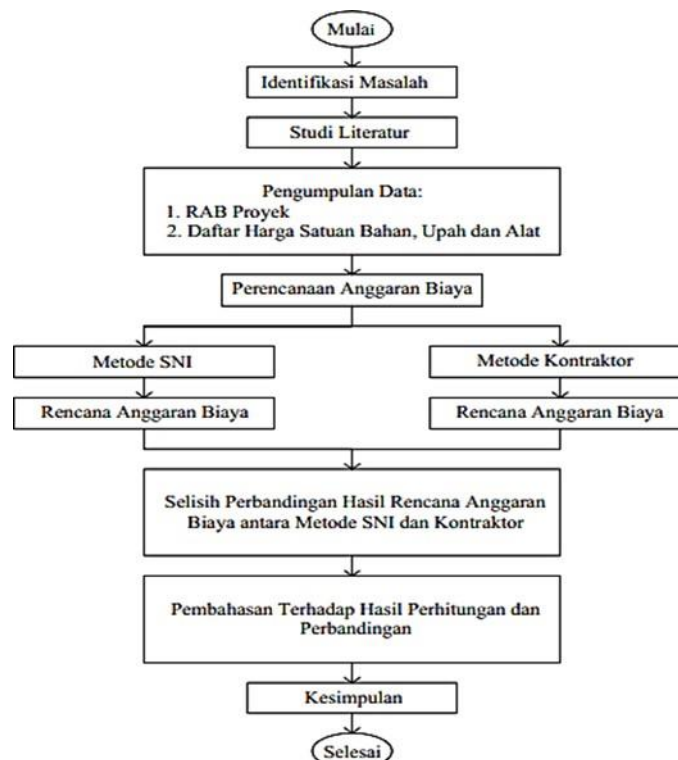 Mulai
Identifikasi Masalah
Studi Literatur
Pengumpulan Data:
1. RAB Proyek
2. Daftar Harga Satuan Bahan, Upah dan Alat
Perencanaan Anggaran Biaya
Metode SNI
Metode Kontraktor
Rencana Anggaran Biaya
Rencana Anggaran Biaya
Selisih Perbandingan Hasil Rencana Anggaran
Biaya antara Metode SNI dan Kontraktor
Pembahasan Terhadap Hasil Perhitungan dan
Perbandingan
Kesimpulan
Selesai